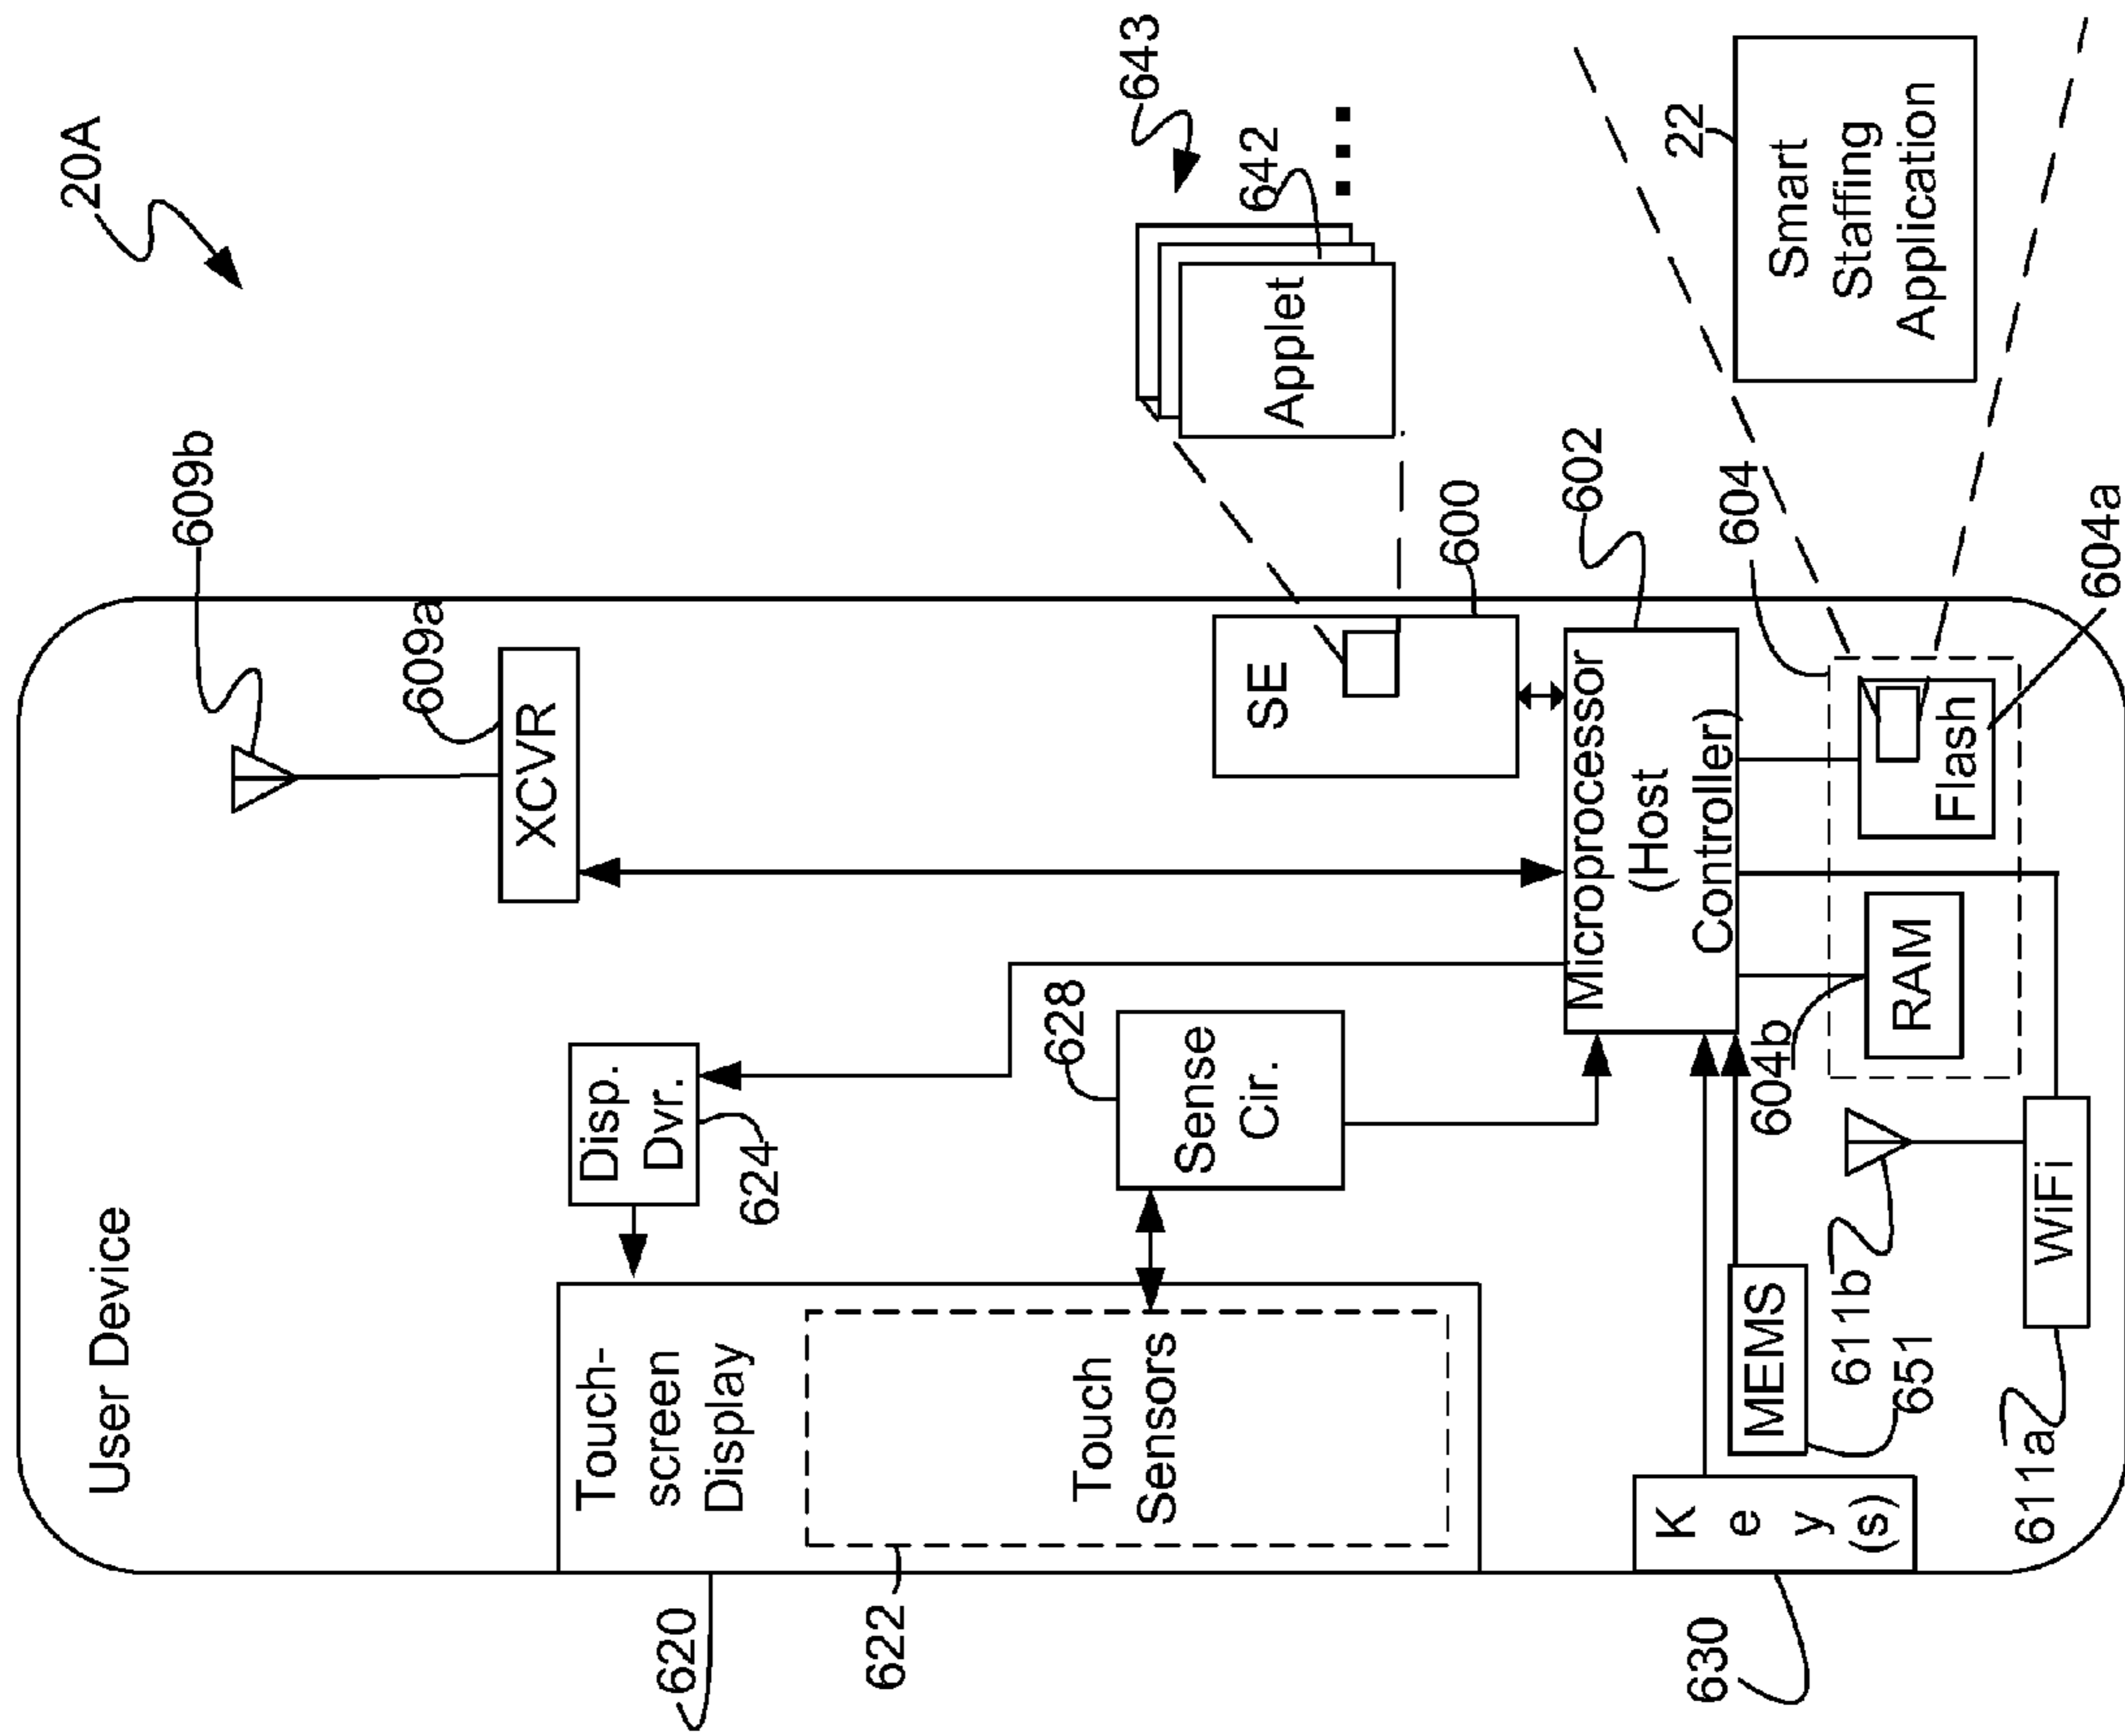 20A
User Device
609b
609a
XCVR
643
642
Applet
Disp.
Dvr.
624
628
Sense
Cir.
SE
600
602
Microprocessor
(Host
Controller)
604
22
Smart
Staffing
Application
620
Touch-
screen
Display
622
Touch
Sensors
604b
RAM
Flash
604a
630
K
e
y
(s)
MEMS
651
611b
WiFi
611a